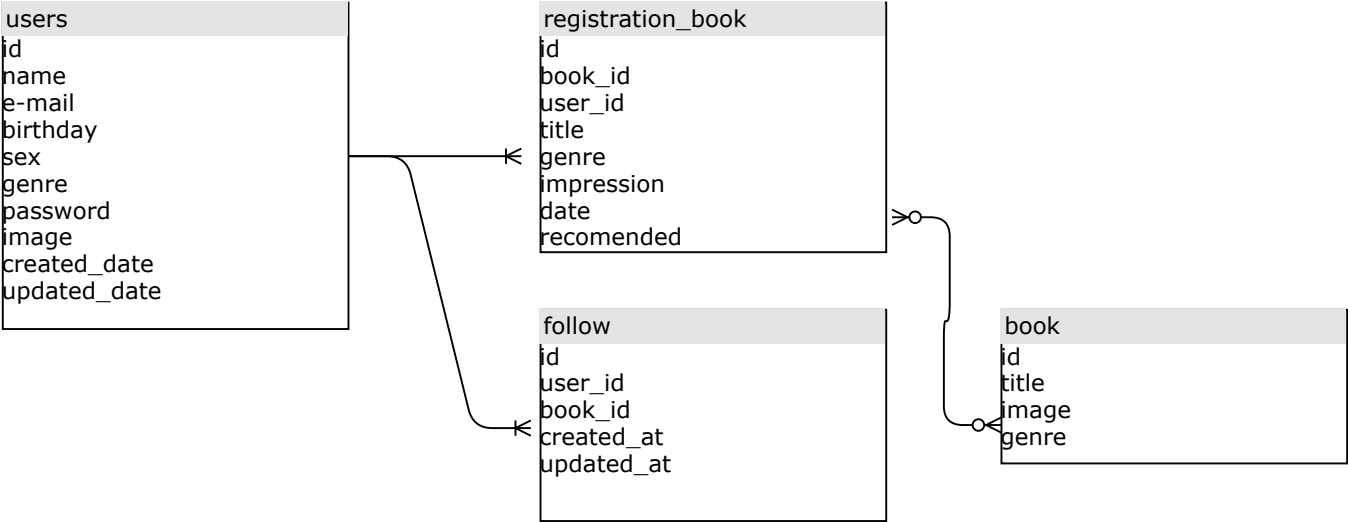 users
id
name
e-mail
birthday
sex
genre
password
image
created_date
updated_date
registration_book
id
book_id
user_id
title
genre
impression
date
recomended
follow
id
user_id
book_id
created_at
updated_at
book
id
title
image
genre